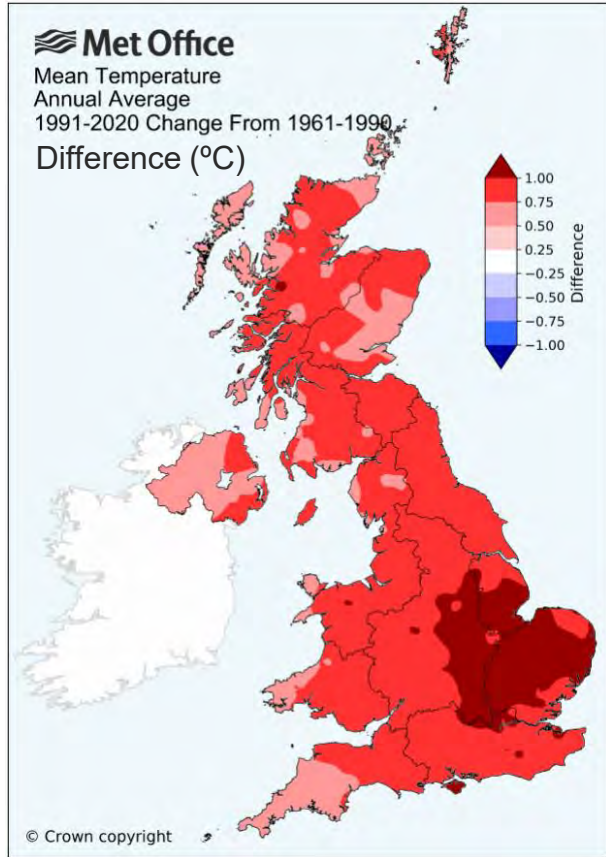 Met Office
Mean Temperature
Annual Average
1991-2020 Change From 1961-1990
Difference (ºC)
1.00
0.75
0.50
0.25
−0.25
−0.50
−0.75
−1.00
Difference
© Crown copyright